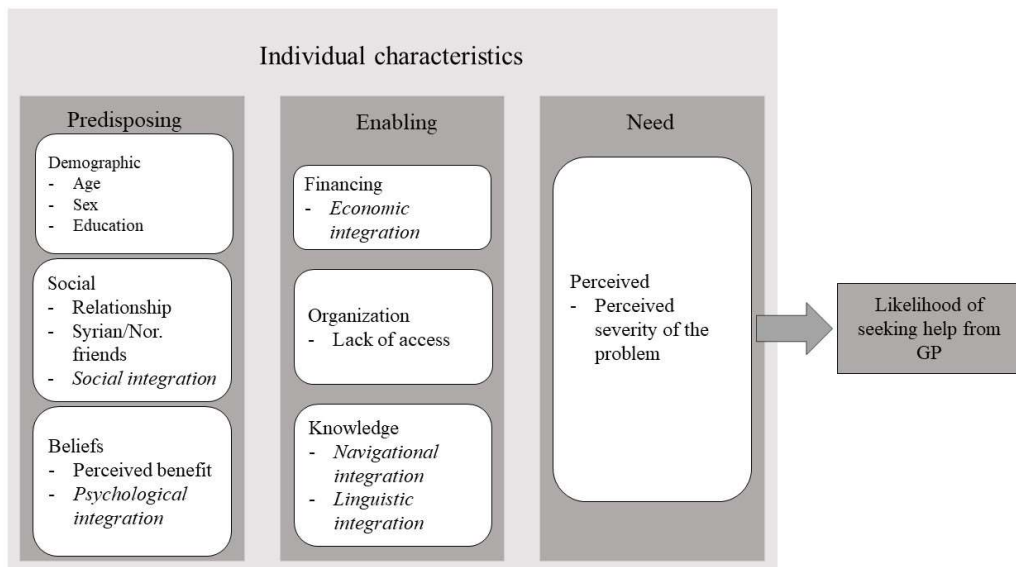 Individual characteristics
Predisposing
Demographic
- Age
- Sex
- Education
Social
- Relationship
- Syrian/Nor.
friends
- Social integration
Beliefs
- Perceived benefit
- Psychological
integration
Enabling
Financing
- Economic
integration
Organization
- Lack of access
Knowledge
- Navigational
integration
- Linguistic
integration
Need
Perceived
- Perceived
severity of the
problem
Likelihood of
seeking help from
GP